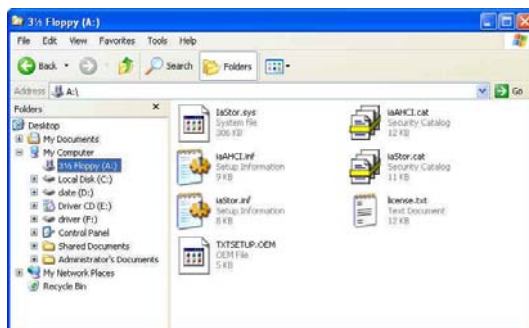 3½ Floppy (A:)
File Edit View Favorites Tools Help
Back Search Folders
Address A:\ Go
Folders x
Desktop
My Documents
My Computer
3½ Floppy (A:)
Local Disk (C:)
date (D:)
Driver CD (E:)
driver (F:)
Control Panel
Shared Documents
Administrator's Documents
My Network Places
Recycle Bin
IaStor.sys
System file
306 KB
iaAHCI.cat
Security Catalog
12 KB
iaAHCI.inf
Setup Information
9 KB
iaStor.cat
Security Catalog
11 KB
iaStor.inf
Setup Information
8 KB
license.txt
Text Document
12 KB
TXTSETUP.OEM
OEM File
5 KB